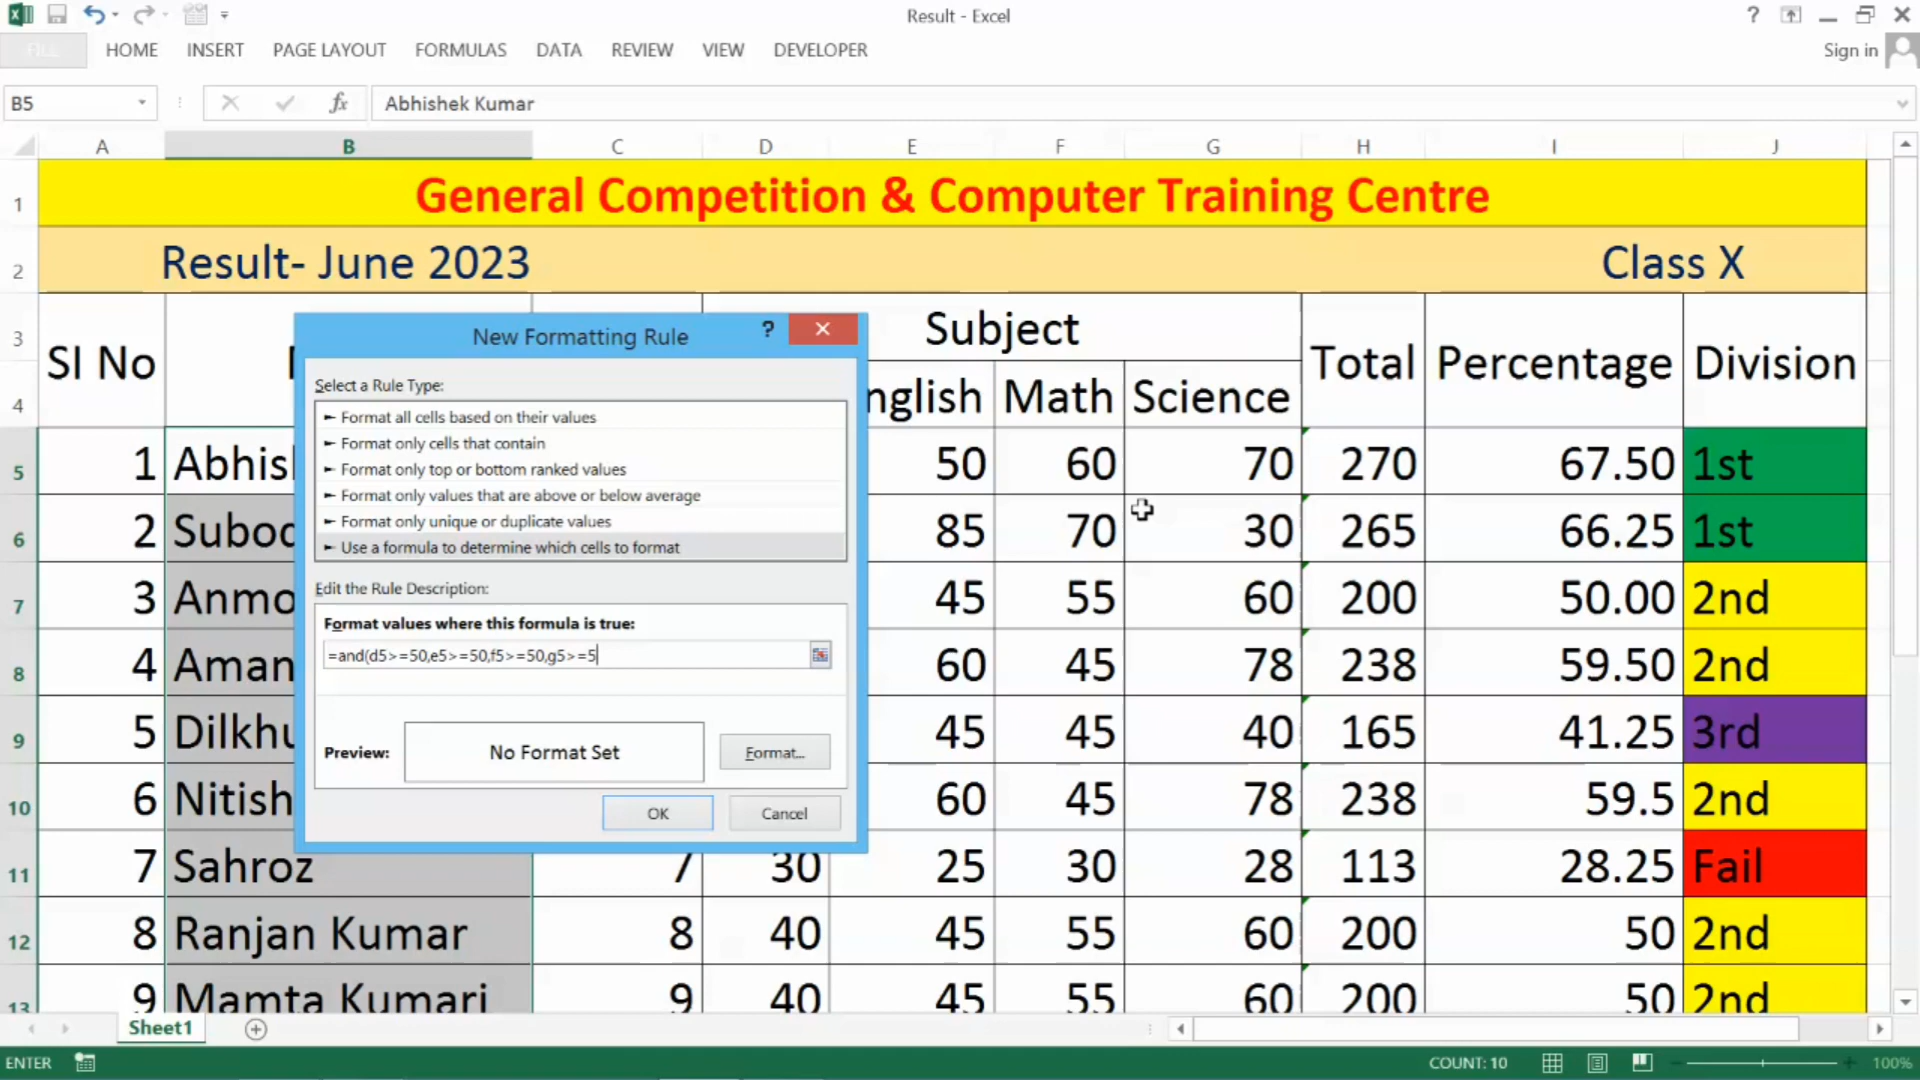 Result - Excel
?
FILE HOME INSERT PAGE LAYOUT FORMULAS DATA REVIEW VIEW DEVELOPER Sign in
B5 fx Abhishek Kumar
A B C D E F G H I J
1 General Competition & Computer Training Centre
2 Result- June 2023 Class X
3 Subject
Sl No Total Percentage Division
4 nglish Math Science
5 1 Abhis 50 60 70 270 67.50 1st
6 2 Suboc 85 70 30 265 66.25 1st
7 3 Anmo 45 55 60 200 50.00 2nd
8 4 Aman 60 45 78 238 59.50 2nd
9 5 Dilkhu 45 45 40 165 41.25 3rd
10 6 Nitish 60 45 78 238 59.5 2nd
11 7 Sahroz 7 30 25 30 28 113 28.25 Fail
12 8 Ranjan Kumar 8 40 45 55 60 200 50 2nd
13 9 Mamta Kumari 9 40 45 55 60 200 50 2nd
New Formatting Rule ?
Select a Rule Type:
► Format all cells based on their values
► Format only cells that contain
► Format only top or bottom ranked values
► Format only values that are above or below average
► Format only unique or duplicate values
► Use a formula to determine which cells to format
Edit the Rule Description:
Format values where this formula is true:
=and(d5>=50,e5>=50,f5>=50,g5>=5
Preview: No Format Set Format...
OK Cancel
Sheet1
ENTER COUNT: 10 100%